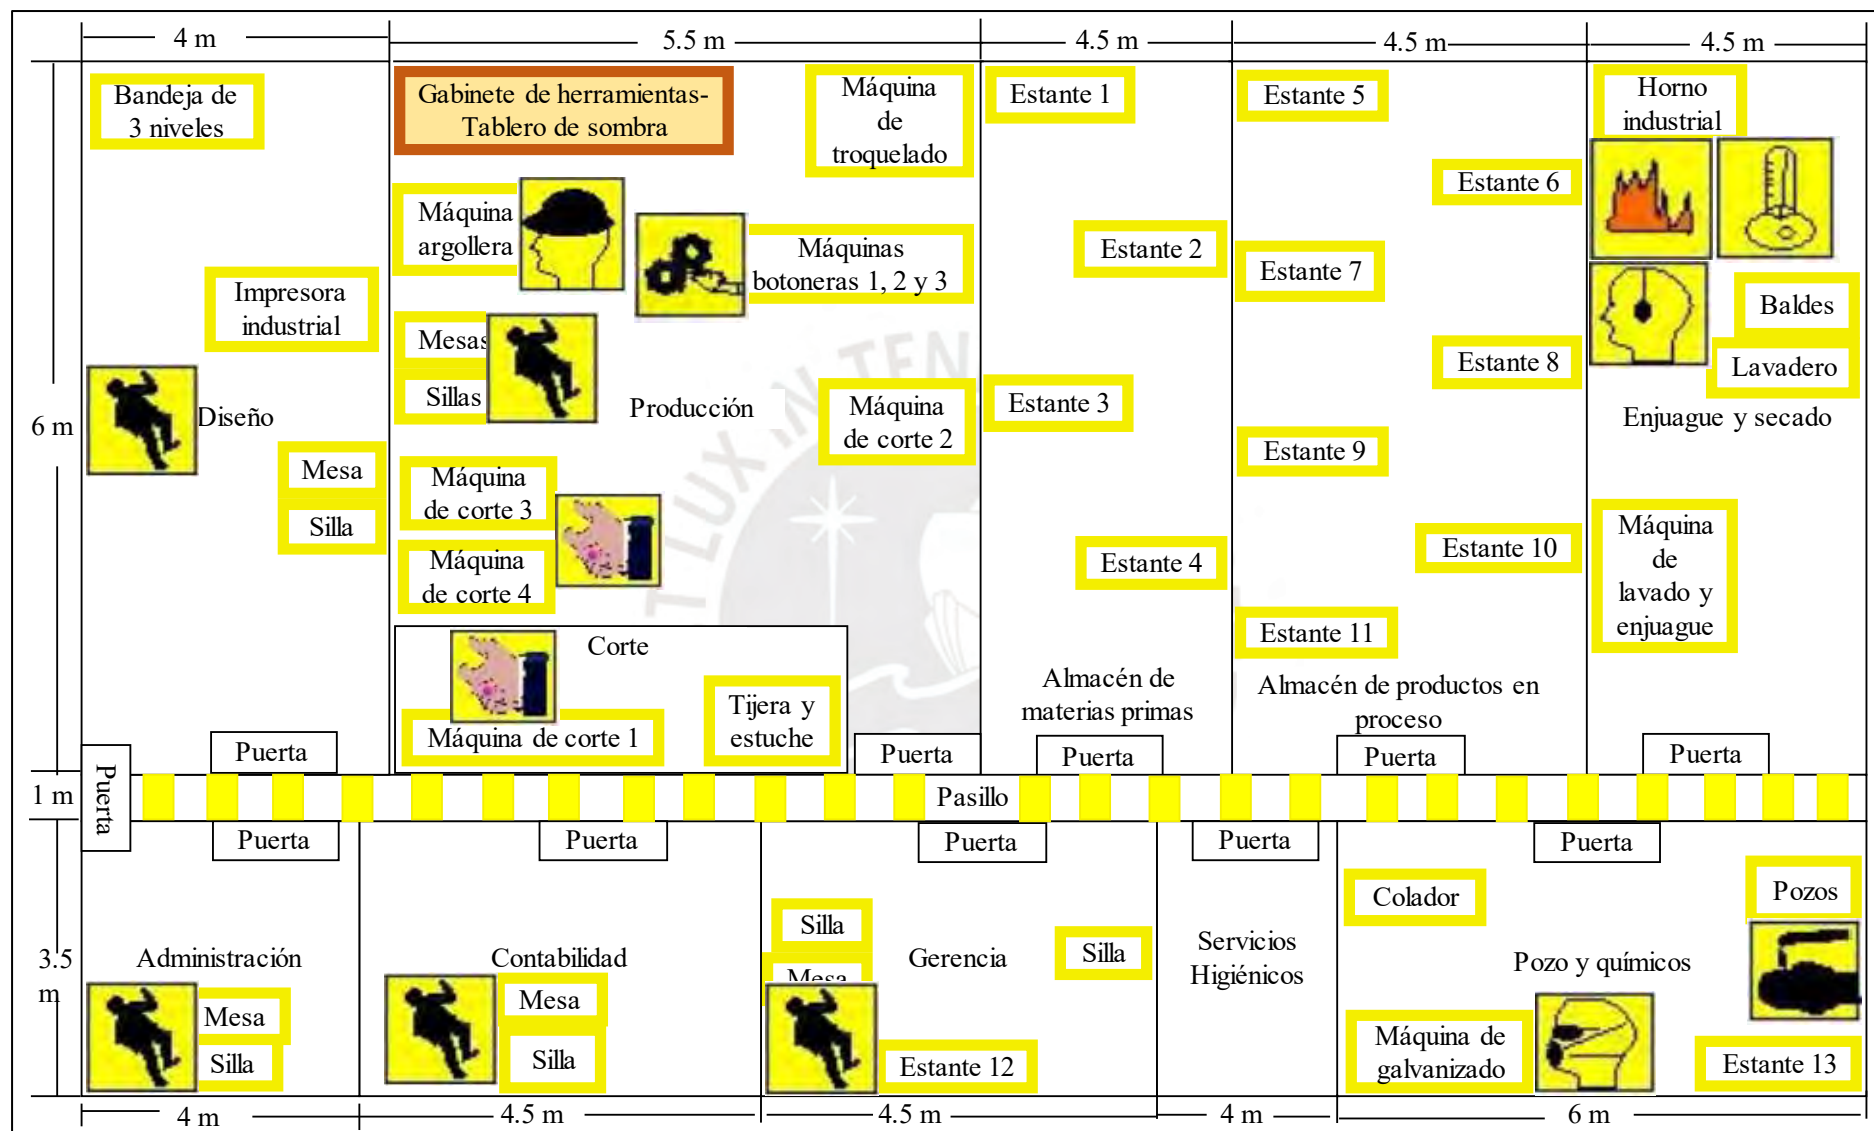 4 m
5.5 m
4.5 m
4.5 m
4.5 m
Bandeja de
3 niveles
Gabinete de herramientas-
Tablero de sombra
Máquina
de
troquelado
Estante 1
Estante 5
Horno
industrial
Estante 6
Máquina
argollera
Máquinas
botoneras 1, 2 y 3
Estante 2
Estante 7
Impresora
industrial
Baldes
Mesas
Sillas
Estante 8
Lavadero
6 m
Diseño
Producción
Máquina
de corte 2
Estante 3
Enjuague y secado
LUX IN TEN
Mesa
Silla
Máquina
de corte 3
Estante 9
Máquina
de corte 4
Estante 4
Estante 10
Máquina
de
lavado y
enjuague
Corte
Estante 11
Máquina de corte 1
Tijera y
estuche
Almacén de
materias primas
Almacén de productos en
proceso
Puerta
Puerta
Puerta
Puerta
Puerta
Puerta
1 m
Pasillo
Puerta
Puerta
Puerta
Puerta
Puerta
3.5
m
Administración
Mesa
Silla
Contabilidad
Mesa
Silla
Silla
Mesa
Gerencia
Silla
Estante 12
Servicios
Higiénicos
Colador
Pozos
Pozo y químicos
Máquina de
galvanizado
Estante 13
4 m
4.5 m
4.5 m
4 m
6 m